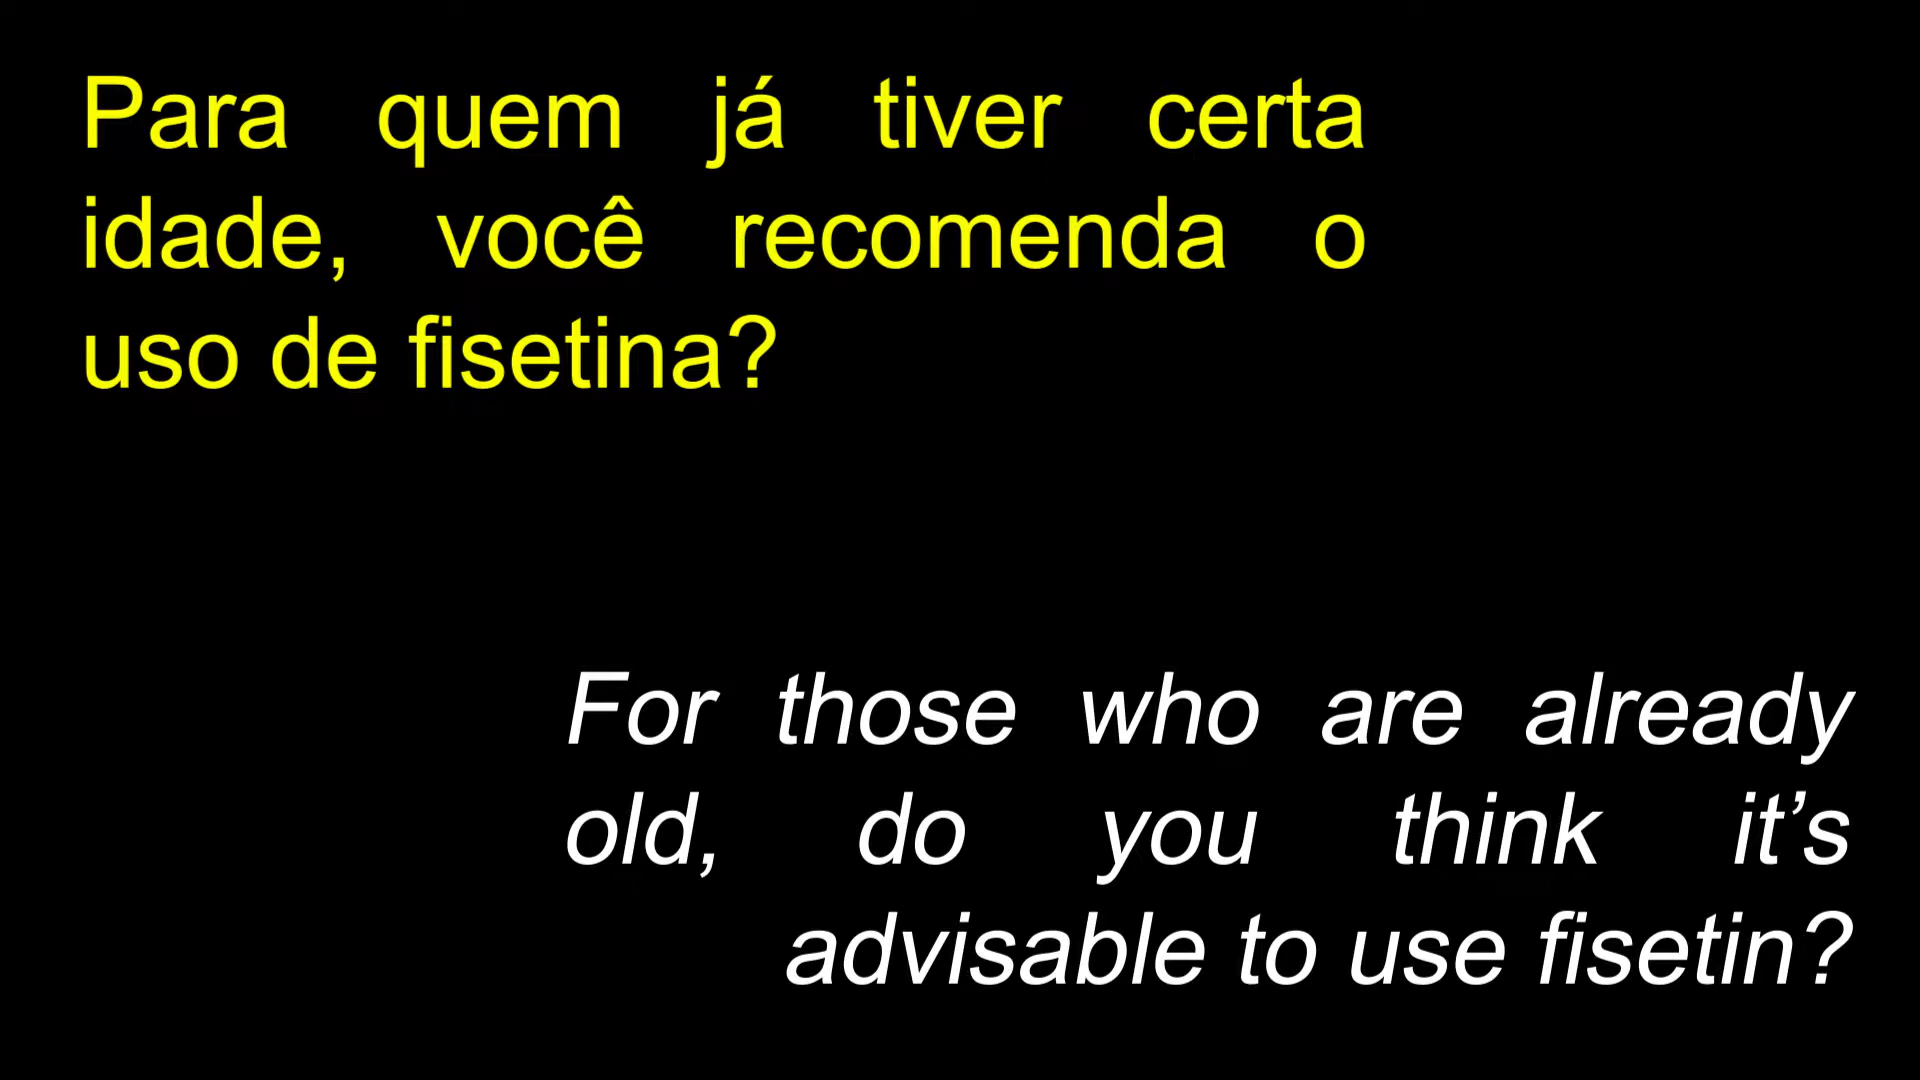 Para quem já tiver certa
idade, você recomenda o
uso de fisetina?
For those who are already
old, do you think it’s
advisable to use fisetin?